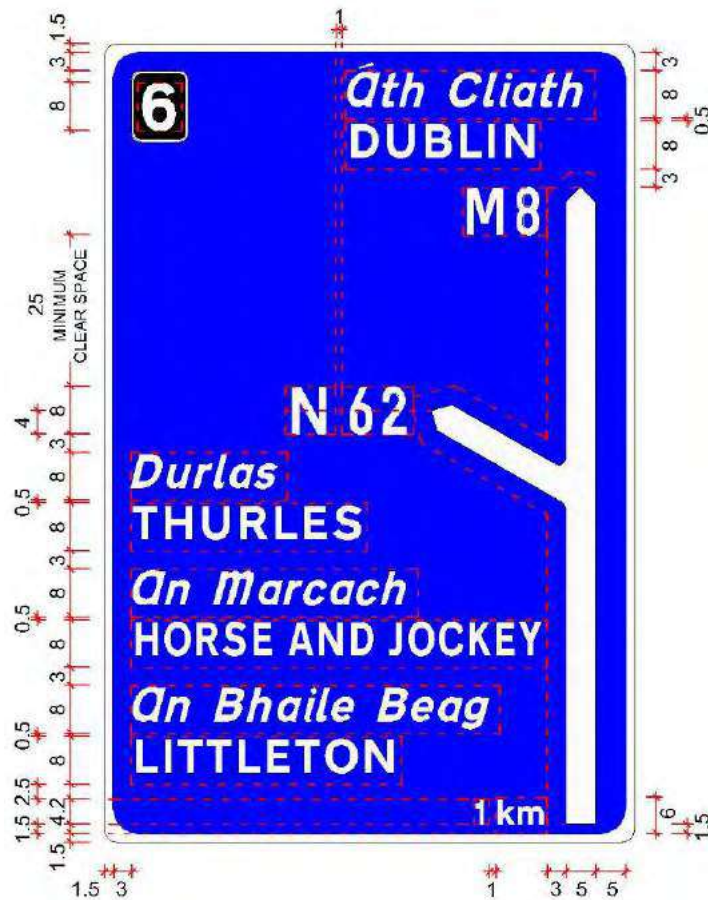 1
1.5
3
8
25
MINIMUM
CLEAR SPACE
4
8
3
8
0.5
8
3
8
0.5
8
3
8
0.5
8
2.5
4.2
1.5
1.5
6
Áth Cliath
DUBLIN
M8
N 62
Durlas
THURLES
An Marcach
HORSE AND JOCKEY
An Bhaile Beag
LITTLETON
1 km
3
8
0.5
8
3
6
1.5
1.5 3 1 3 5 5